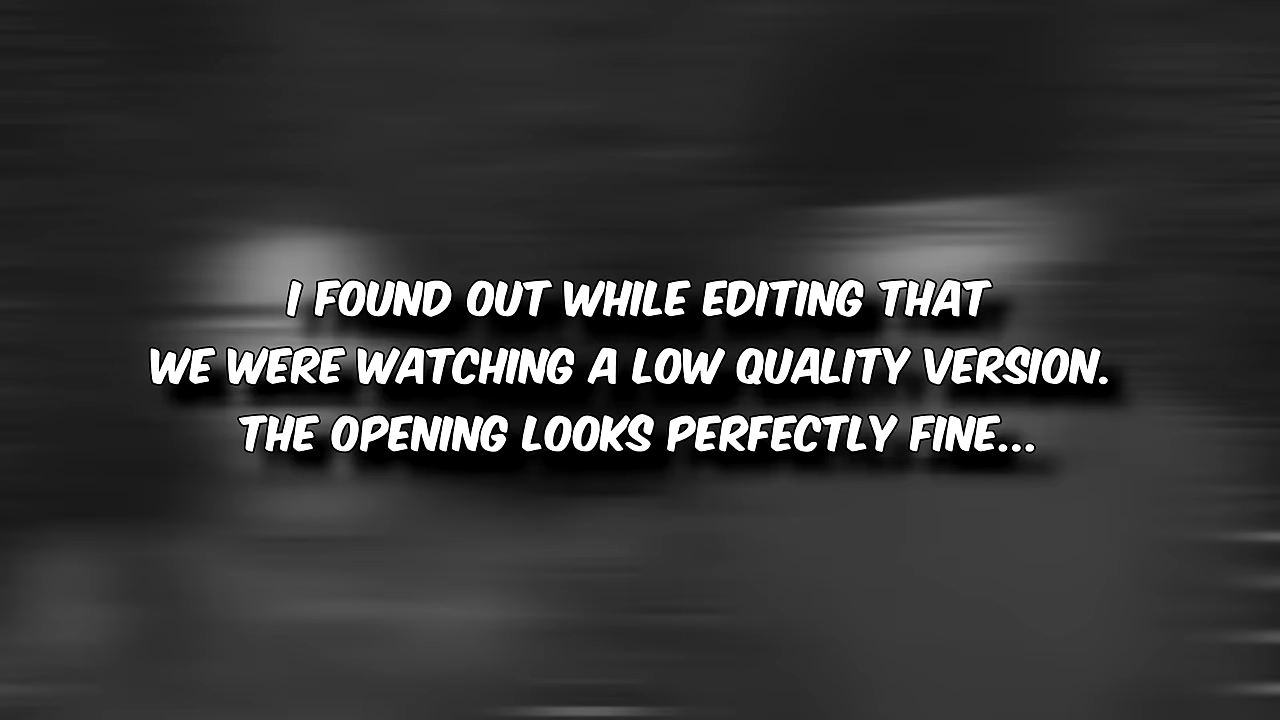 I FOUND OUT WHILE EDITING THAT
WE WERE WATCHING A LOW QUALITY VERSION.
THE OPENING LOOKS PERFECTLY FINE...